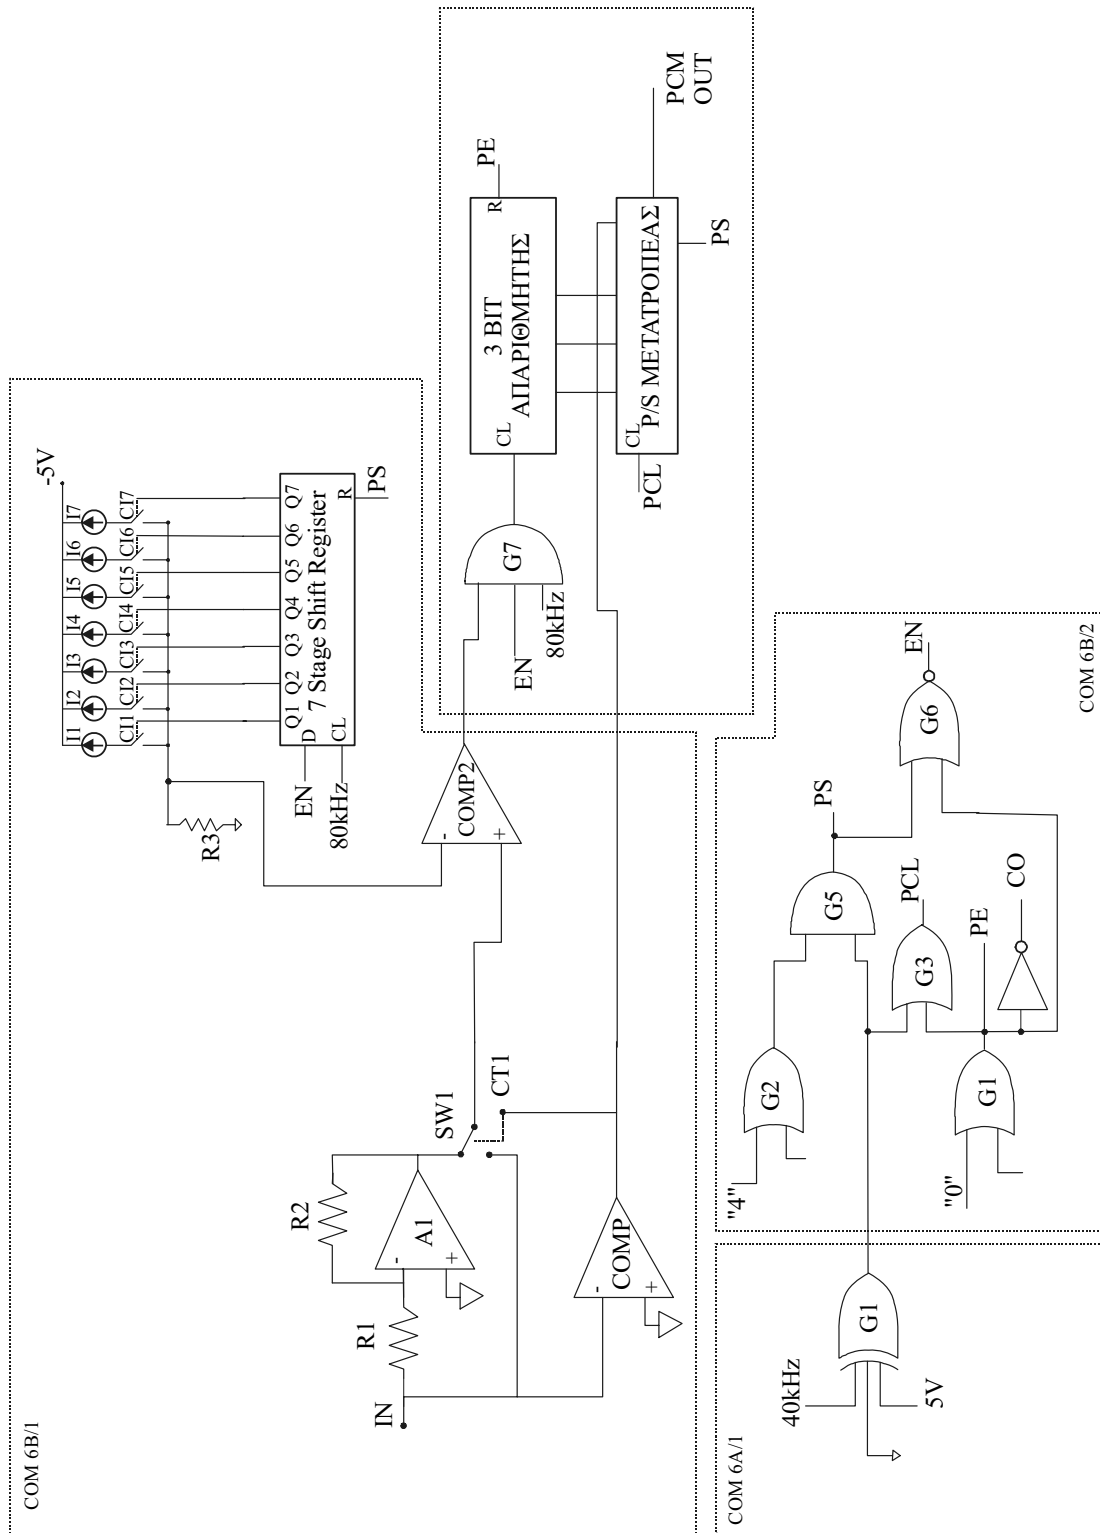 COM 6B/1
-5V
I1 I2 I3 I4 I5 I6 I7
CI1 CI2 CI3 CI4 CI5 CI6 CI7
Q1 Q2 Q3 Q4 Q5 Q6 Q7
7 Stage Shift Register
D
CL
R
EN
80kHz
PS
R3
IN
R1
R2
-
+
A1
SW1
CT1
-
+
COMP
-
+
COMP2
EN
80kHz
G7
CL
3 BIT
ΑΠΑΡΙΘΜΗΤΗΣ
R
PE
CL
P/S ΜΕΤΑΤΡΟΠΕΑΣ
PCL
PS
PCM
OUT
COM 6A/1
40kHz
5V
G1
COM 6B/2
"4"
G2
"0"
G1
G5
PS
G3
PCL
PE
CO
G6
EN